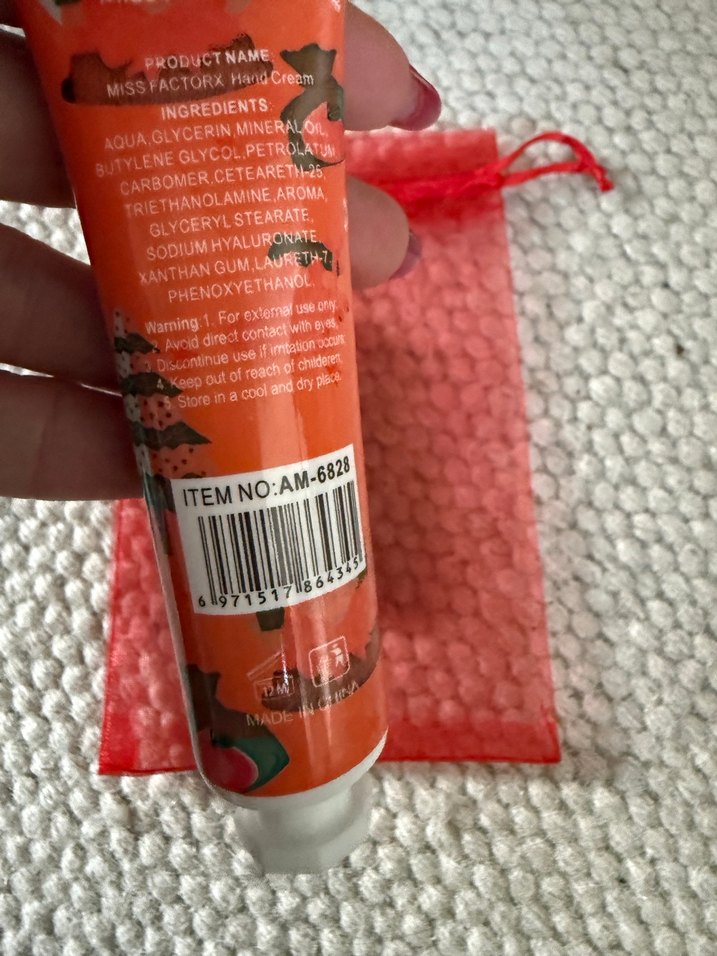 PRODUCT NAME
MISS FACTORX Hand Cream
INGREDIENTS:
AQUA,GLYCERIN,MINERAL OIL,
BUTYLENE GLYCOL,PETROLATUM
CARBOMER,CETEARETH-25
TRIETHANOLAMINE,AROMA,
GLYCERYL STEARATE,
SODIUM HYALURONATE,
XANTHAN GUM,LAURETH-7,
PHENOXYETHANOL.
Warning:1. For external use only.
Avoid direct contact with eyes.
3. Discontinue use if irritation occurs.
4. Keep out of reach of childeren.
5. Store in a cool and dry place.
ITEM NO:AM-6828
6 971517 864345
12M
MADE IN CHINA